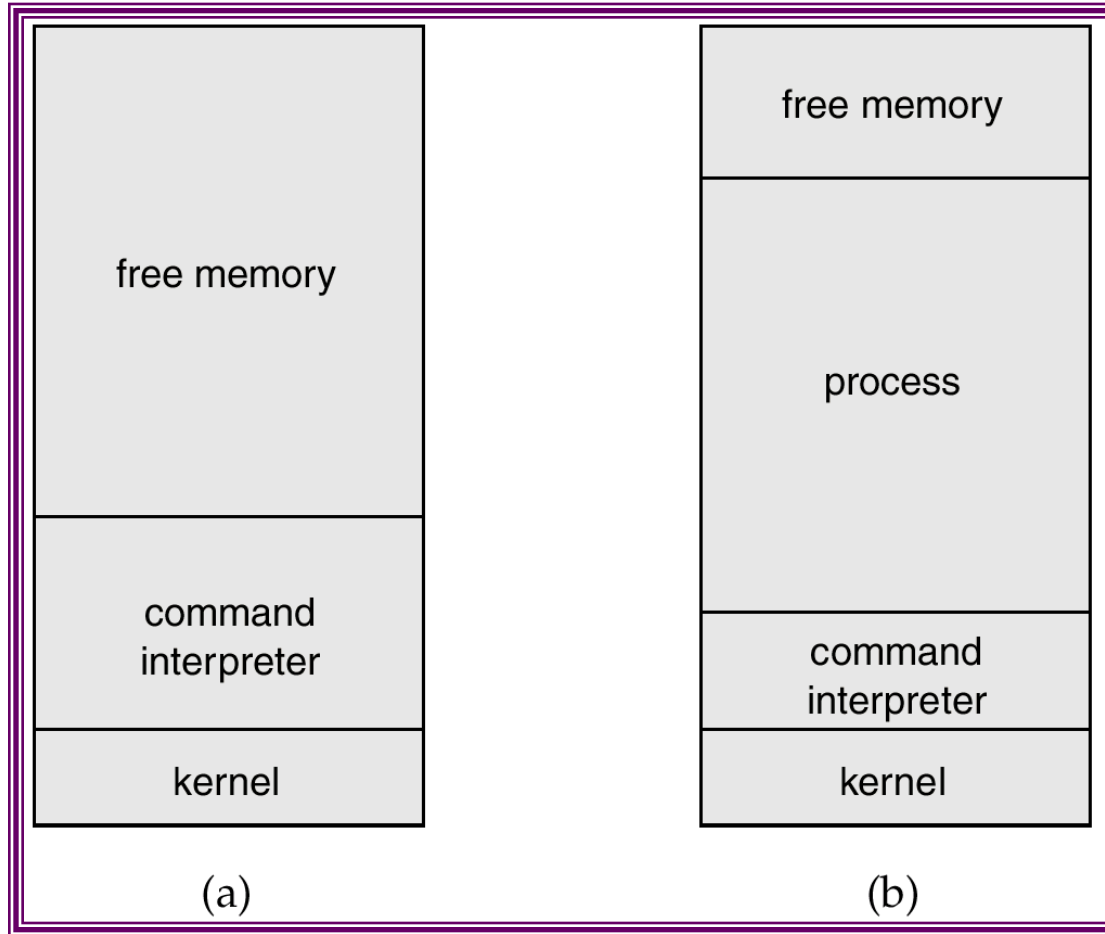 free memory
command
interpreter
kernel
(a)
free memory
process
command
interpreter
kernel
(b)